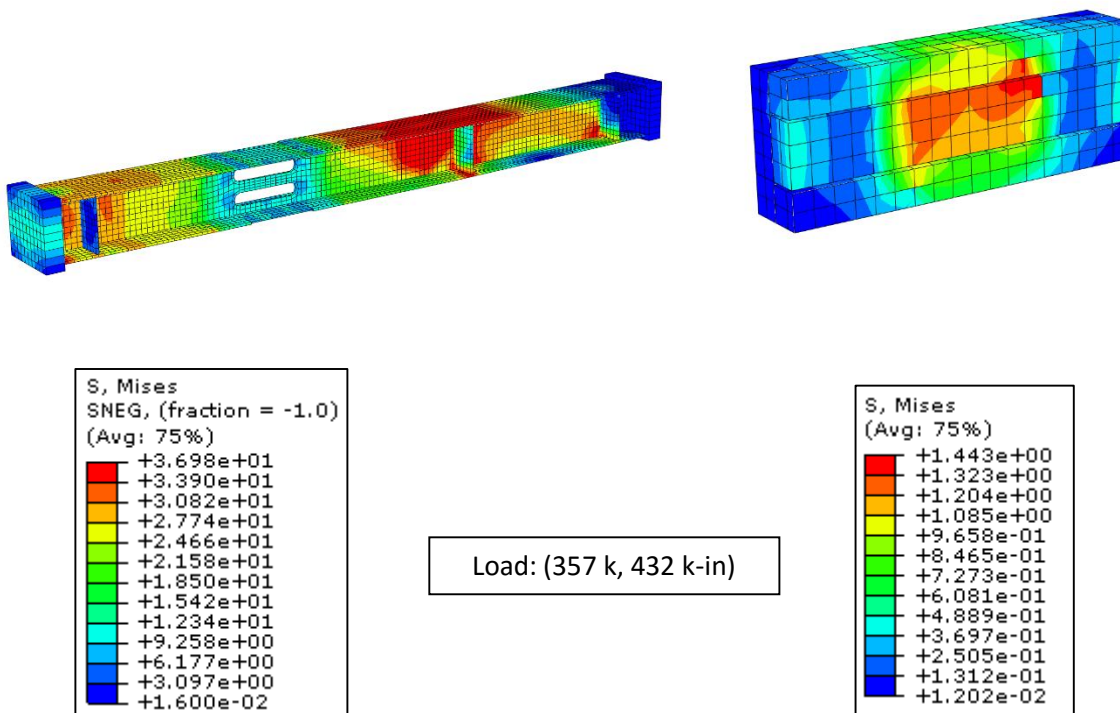 S, Mises
SNEG, (fraction = -1.0)
(Avg: 75%)
+3.698e+01
+3.390e+01
+3.082e+01
+2.774e+01
+2.466e+01
+2.158e+01
+1.850e+01
+1.542e+01
+1.234e+01
+9.258e+00
+6.177e+00
+3.097e+00
+1.600e-02
Load: (357 k, 432 k-in)
S, Mises
(Avg: 75%)
+1.443e+00
+1.323e+00
+1.204e+00
+1.085e+00
+9.658e-01
+8.465e-01
+7.273e-01
+6.081e-01
+4.889e-01
+3.697e-01
+2.505e-01
+1.312e-01
+1.202e-02